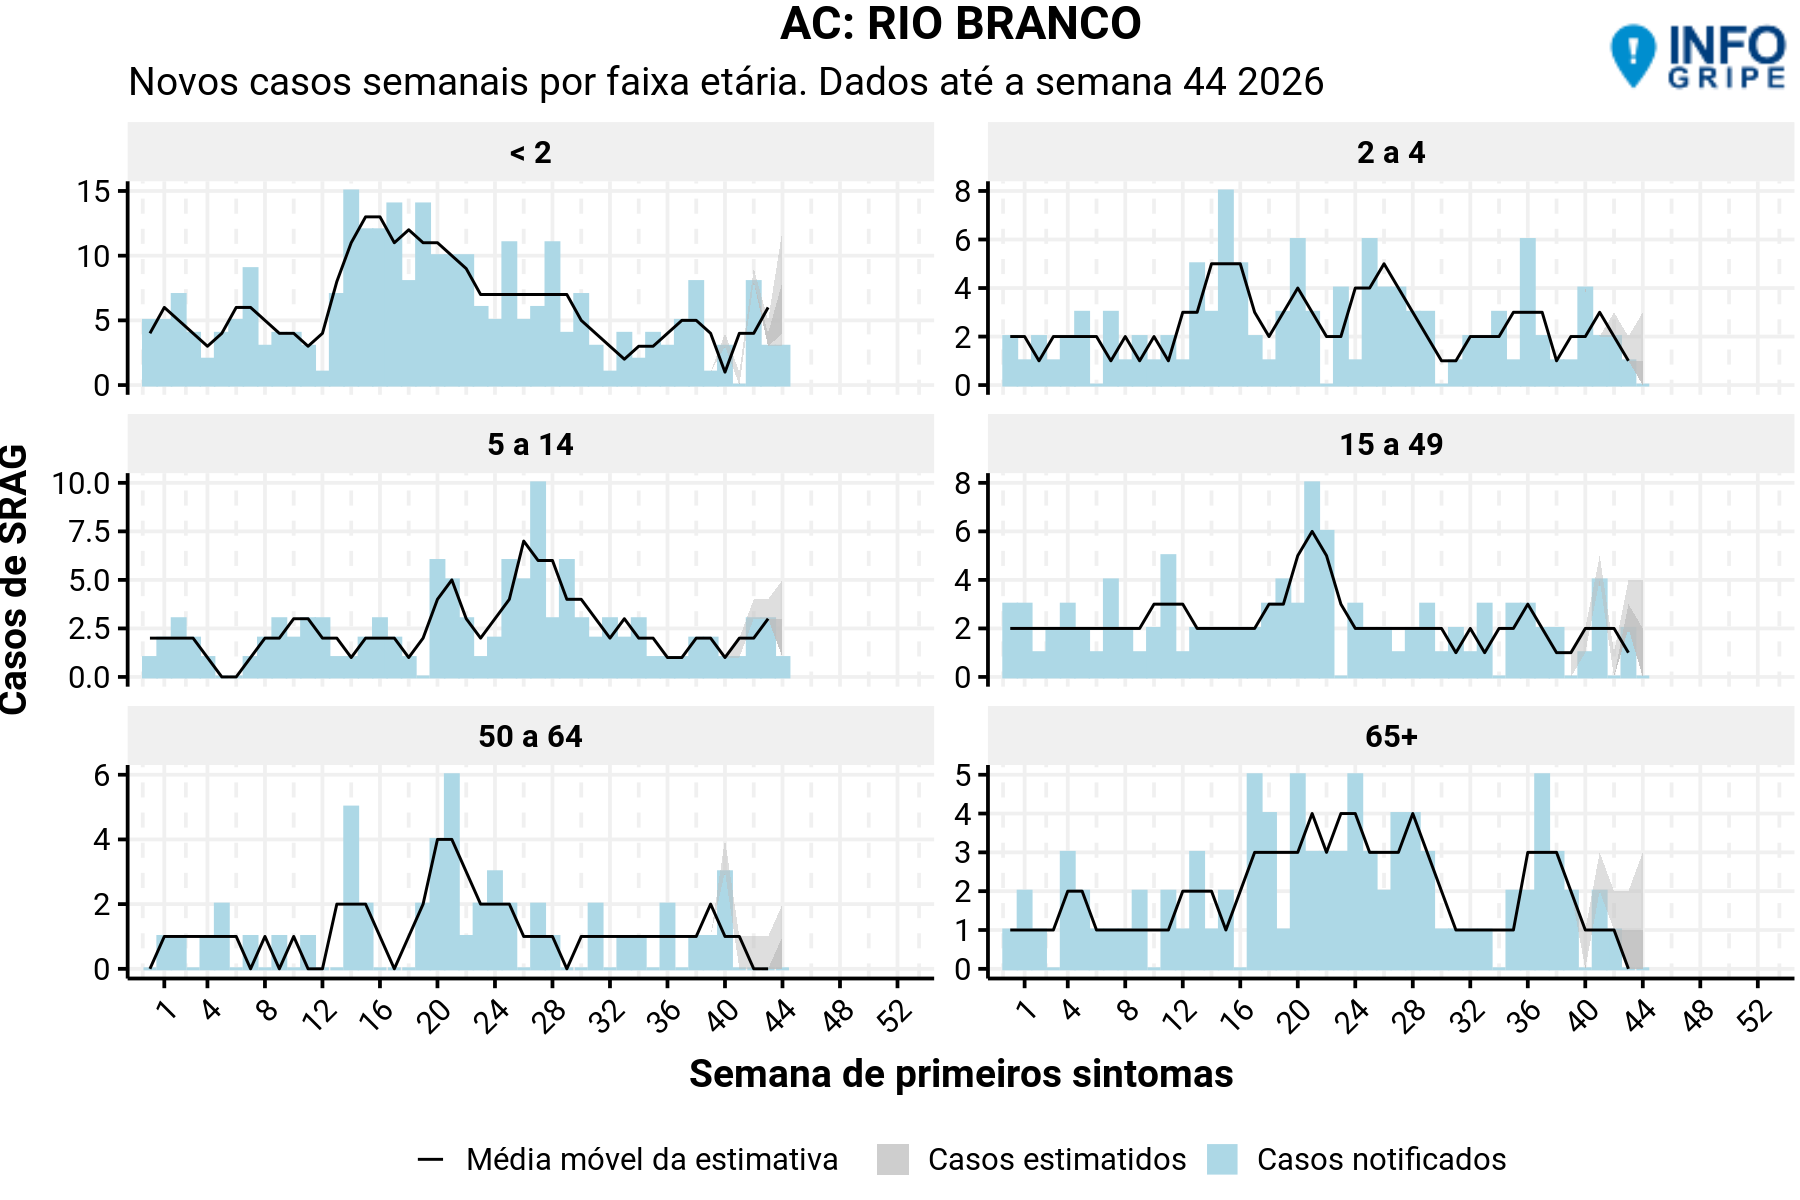 AC: RIO BRANCO
INFO
GRIPE
Novos casos semanais por faixa etária. Dados até a semana 44 2026
< 2
2 a 4
15
10
5
0
8
6
4
2
0
5 a 14
15 a 49
10.0
7.5
5.0
2.5
0.0
8
6
4
2
0
Casos de SRAG
50 a 64
65+
6
4
2
0
5
4
3
2
1
0
1 4 8 12 16 20 24 28 32 36 40 44 48 52
1 4 8 12 16 20 24 28 32 36 40 44 48 52
Semana de primeiros sintomas
Média móvel da estimativa Casos estimatidos Casos notificados